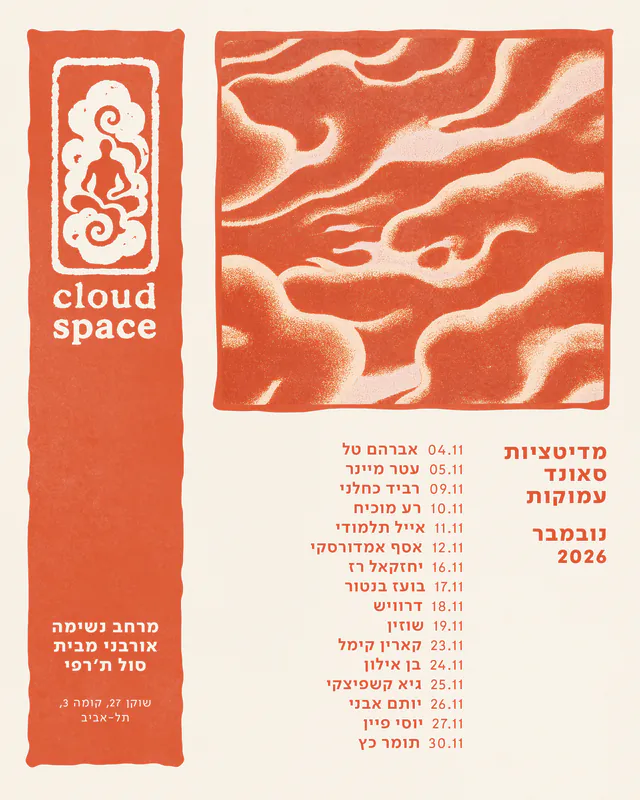 cloud
space
מדיטציות
סאונד
עמוקות
נובמבר
2026
04.11 אברהם טל
05.11 עטר מיינר
09.11 רביד כחלני
10.11 רע מוכיח
11.11 אייל תלמודי
12.11 אסף אמדורסקי
16.11 יחזקאל רז
17.11 בועז בנטור
18.11 דרוויש
19.11 שוזין
23.11 קארין קימל
24.11 בן אילון
25.11 גיא קשפיצקי
26.11 יותם אבני
27.11 יוסי פיין
30.11 תומר כץ
מרחב נשימה
אורבני מבית
סול ת׳רפי
שוקן 27, קומה 3,
תל-אביב